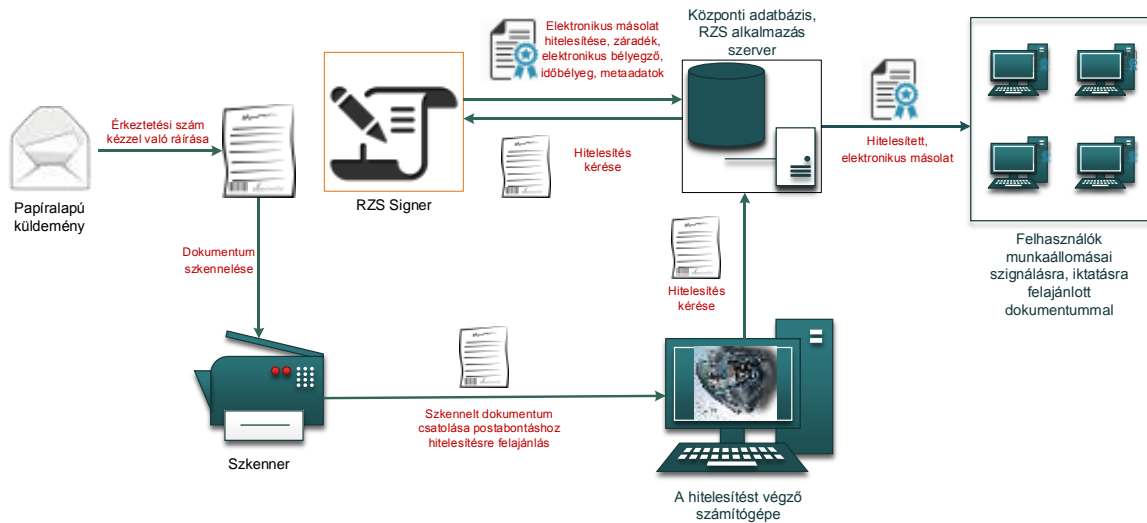 Érkeztetési szám
kézzel való ráírása
Papíralapú
küldemény
Elektronikus másolat
hitelesítése, záradék,
elektronikus bélyegző,
időbélyeg, metaadatok
Hitelesítés
kérése
RZS Signer
Központi adatbázis,
RZS alkalmazás
szerver
Hitelesített,
elektronikus másolat
Felhasználók
munkaállomásai
szignálásra, iktatásra
felajánlott
dokumentummal
Dokumentum
szkennelése
Hitelesítés
kérése
Szkennelt dokumentum
csatolása postabontáshoz
hitelesítésre felajánlás
Szkenner
A hitelesítést végző
számítógépe